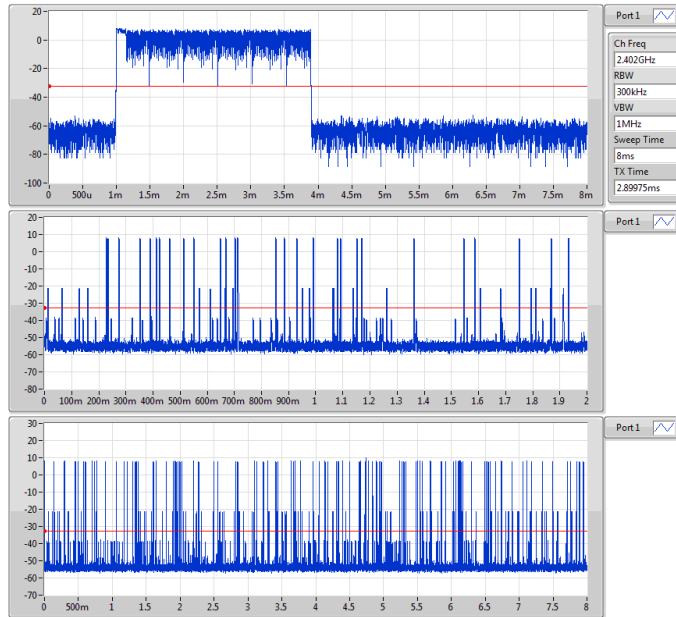 Port 1
Ch Freq
2.402GHz
RBW
300kHz
VBW
1MHz
Sweep Time
8ms
TX Time
2.89975ms
20
0
-20
-40
-60
-80
-100
0 500u 1m 1.5m 2m 2.5m 3m 3.5m 4m 4.5m 5m 5.5m 6m 6.5m 7m 7.5m 8m
Port 1
20
10
0
-10
-20
-30
-40
-50
-60
-70
-80
0 100m 200m 300m 400m 500m 600m 700m 800m 900m 1 1.1 1.2 1.3 1.4 1.5 1.6 1.7 1.8 1.9 2
Port 1
30
20
10
0
-10
-20
-30
-40
-50
-60
-70
0 500m 1 1.5 2 2.5 3 3.5 4 4.5 5 5.5 6 6.5 7 7.5 8